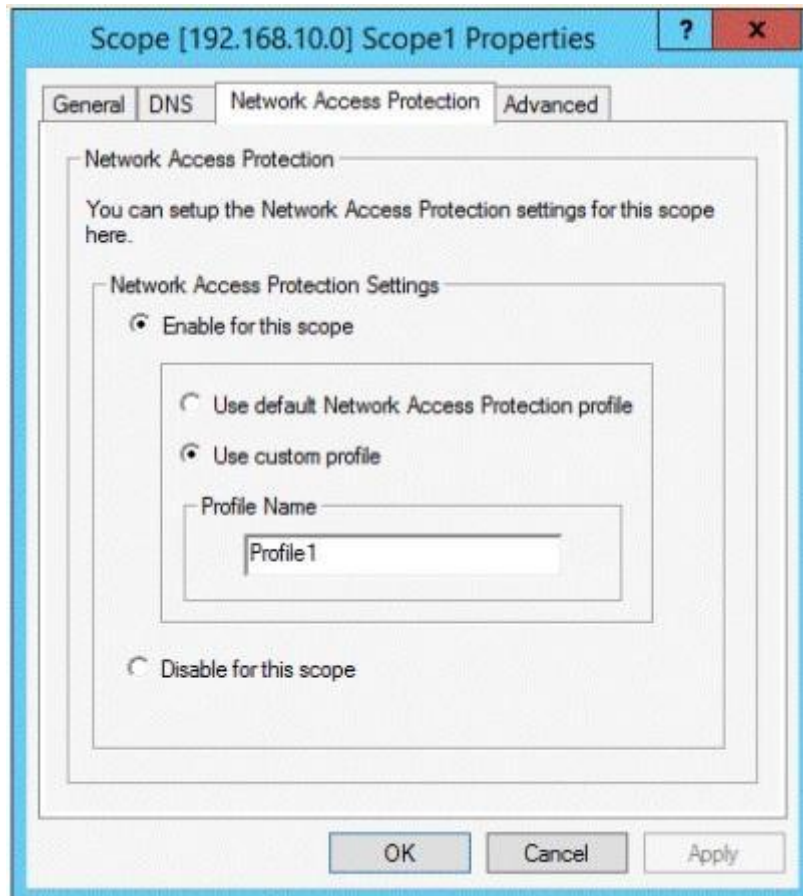 Scope [192.168.10.0] Scope1 Properties
? x
General DNS Network Access Protection Advanced
Network Access Protection
You can setup the Network Access Protection settings for this scope
here.
Network Access Protection Settings
Enable for this scope
Use default Network Access Protection profile
Use custom profile
Profile Name
Profile1
Disable for this scope
OK Cancel Apply